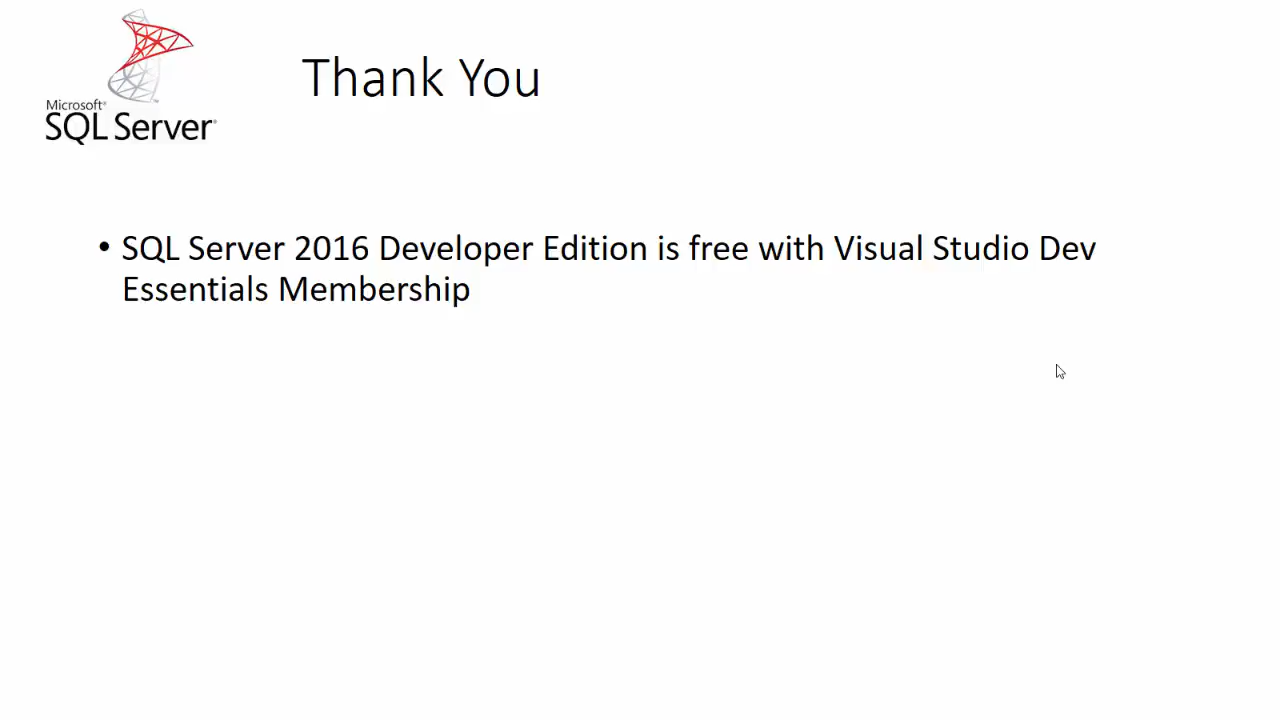 Microsoft®
SQL Server®
Thank You
• SQL Server 2016 Developer Edition is free with Visual Studio Dev
Essentials Membership